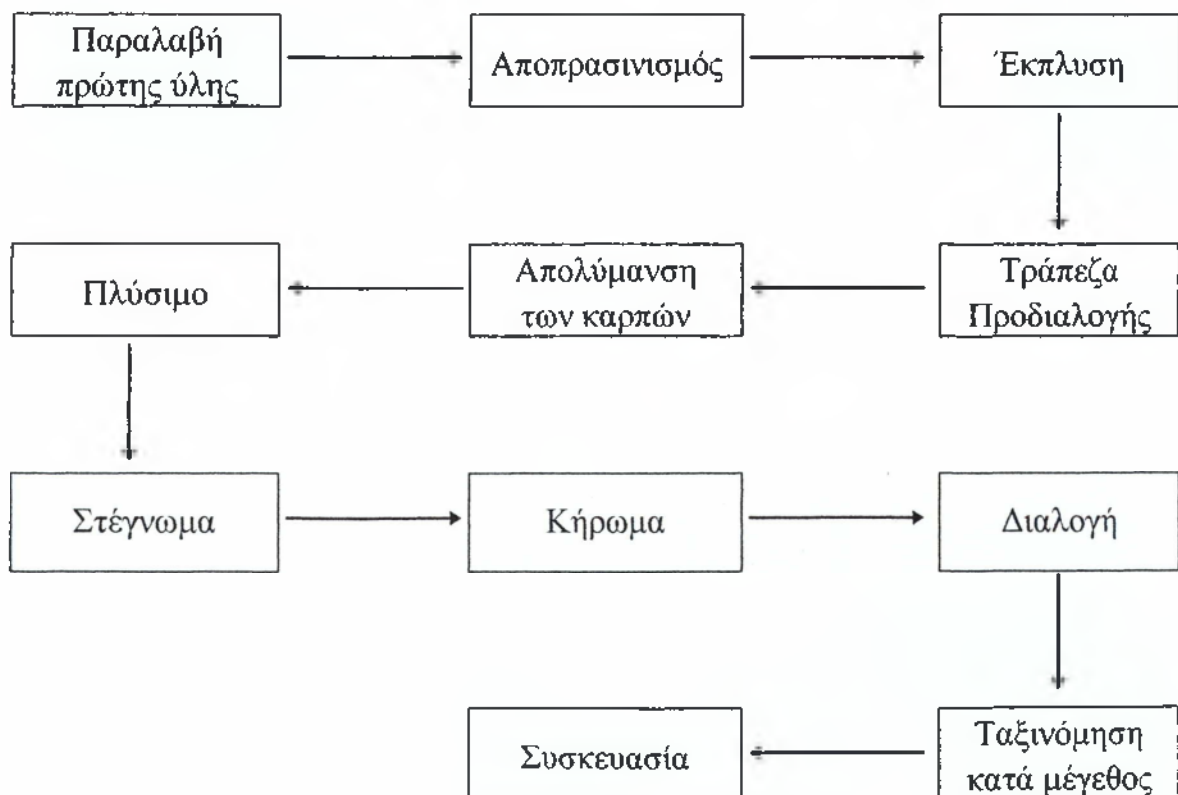 Παραλαβή
πρώτης ύλης
Αποπρασινισμός
Έκπλυση
Τράπεζα
Προδιαλογής
Απολύμανση
των καρπών
Πλύσιμο
Στέγνωμα
Κήρωμα
Διαλογή
Ταξινόμηση
κατά μέγεθος
Συσκευασία